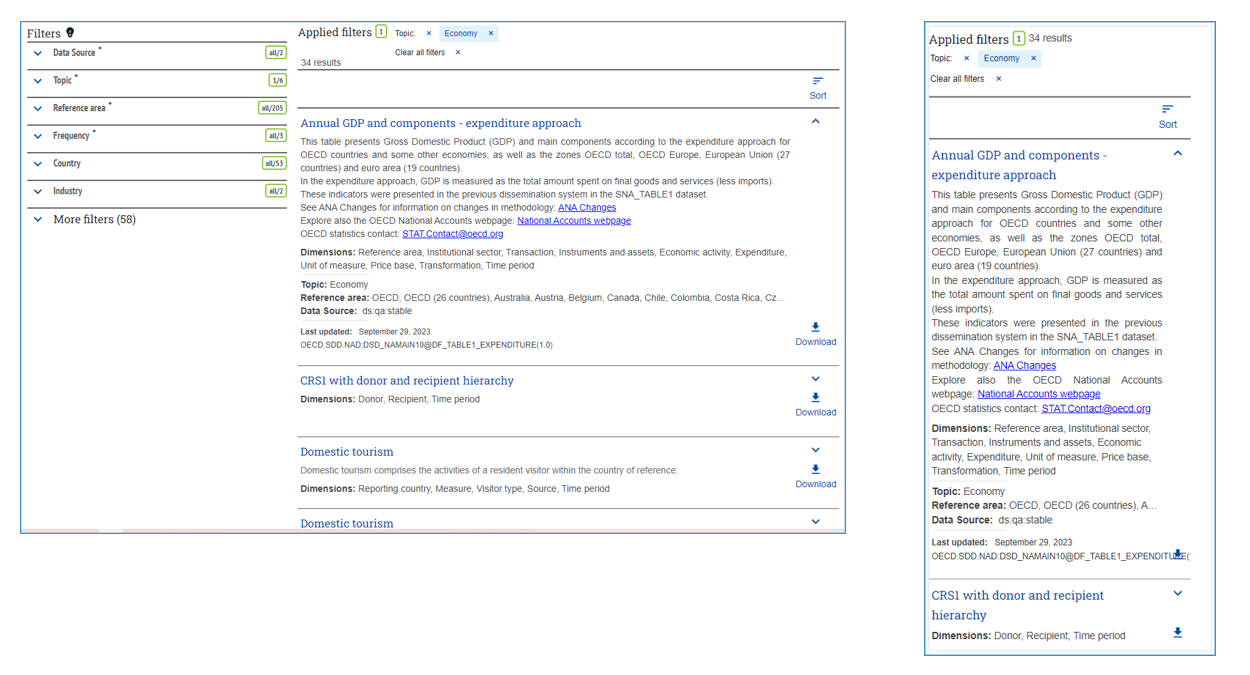 Filters
Data Source *
all/2
Topic *
1/6
Reference area *
all/205
Frequency *
all/3
Country
all/53
Industry
all/2
More filters (58)
Applied filters 1 Topic: × Economy ×
Clear all filters ×
34 results
Sort
Annual GDP and components - expenditure approach
This table presents Gross Domestic Product (GDP) and main components according to the expenditure approach for
OECD countries and some other economies, as well as the zones OECD total, OECD Europe, European Union (27
countries) and euro area (19 countries).
In the expenditure approach, GDP is measured as the total amount spent on final goods and services (less imports).
These indicators were presented in the previous dissemination system in the SNA_TABLE1 dataset.
See ANA Changes for information on changes in methodology: ANA Changes
Explore also the OECD National Accounts webpage: National Accounts webpage
OECD statistics contact: STAT.Contact@oecd.org
Dimensions: Reference area, Institutional sector, Transaction, Instruments and assets, Economic activity, Expenditure,
Unit of measure, Price base, Transformation, Time period
Topic: Economy
Reference area: OECD, OECD (26 countries), Australia, Austria, Belgium, Canada, Chile, Colombia, Costa Rica, Cz...
Data Source: ds:qa:stable
Last updated: September 29, 2023
OECD.SDD.NAD:DSD_NAMAIN10@DF_TABLE1_EXPENDITURE(1.0)
Download
CRS1 with donor and recipient hierarchy
Dimensions: Donor, Recipient, Time period
Download
Domestic tourism
Domestic tourism comprises the activities of a resident visitor within the country of reference.
Dimensions: Reporting country, Measure, Visitor type, Source, Time period
Download
Domestic tourism
Applied filters 1 34 results
Topic: × Economy ×
Clear all filters ×
Sort
Annual GDP and components -
expenditure approach
This table presents Gross Domestic Product (GDP)
and main components according to the expenditure
approach for OECD countries and some other
economies, as well as the zones OECD total,
OECD Europe, European Union (27 countries) and
euro area (19 countries).
In the expenditure approach, GDP is measured as
the total amount spent on final goods and services
(less imports).
These indicators were presented in the previous
dissemination system in the SNA_TABLE1 dataset.
See ANA Changes for information on changes in
methodology: ANA Changes
Explore also the OECD National Accounts
webpage: National Accounts webpage
OECD statistics contact: STAT.Contact@oecd.org
Dimensions: Reference area, Institutional sector,
Transaction, Instruments and assets, Economic
activity, Expenditure, Unit of measure, Price base,
Transformation, Time period
Topic: Economy
Reference area: OECD, OECD (26 countries), A...
Data Source: ds:qa:stable
Last updated: September 29, 2023
OECD.SDD.NAD:DSD_NAMAIN10@DF_TABLE1_EXPENDITURE(
CRS1 with donor and recipient
hierarchy
Dimensions: Donor, Recipient, Time period